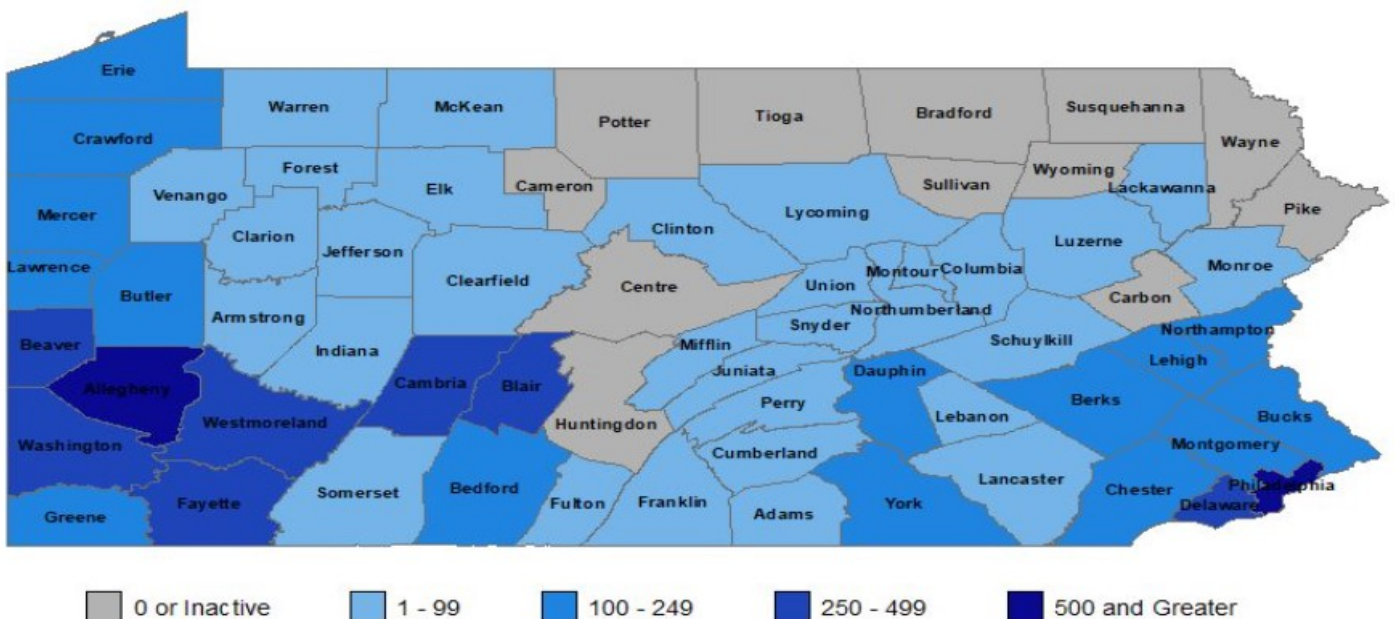 Erie
Warren
McKean
Potter
Tioga
Bradford
Susquehanna
Crawford
Wayne
Forest
Wyoming
Venango
Elk
Cameron
Sullivan
Lackawanna
Mercer
Pike
Clarion
Jefferson
Clinton
Lycoming
Luzerne
Lawrence
Clearfield
Centre
Union
Montour
Columbia
Monroe
Butler
Carbon
Armstrong
Northumberland
Snyder
Northampton
Beaver
Indiana
Mifflin
Schuylkill
Lehigh
Allegheny
Cambria
Blair
Juniata
Dauphin
Perry
Berks
Westmoreland
Huntingdon
Lebanon
Bucks
Washington
Cumberland
Montgomery
Somerset
Bedford
Lancaster
Philadelphia
Greene
Fayette
Fulton
Franklin
Adams
York
Chester
Delaware
0 or Inactive
1 - 99
100 - 249
250 - 499
500 and Greater